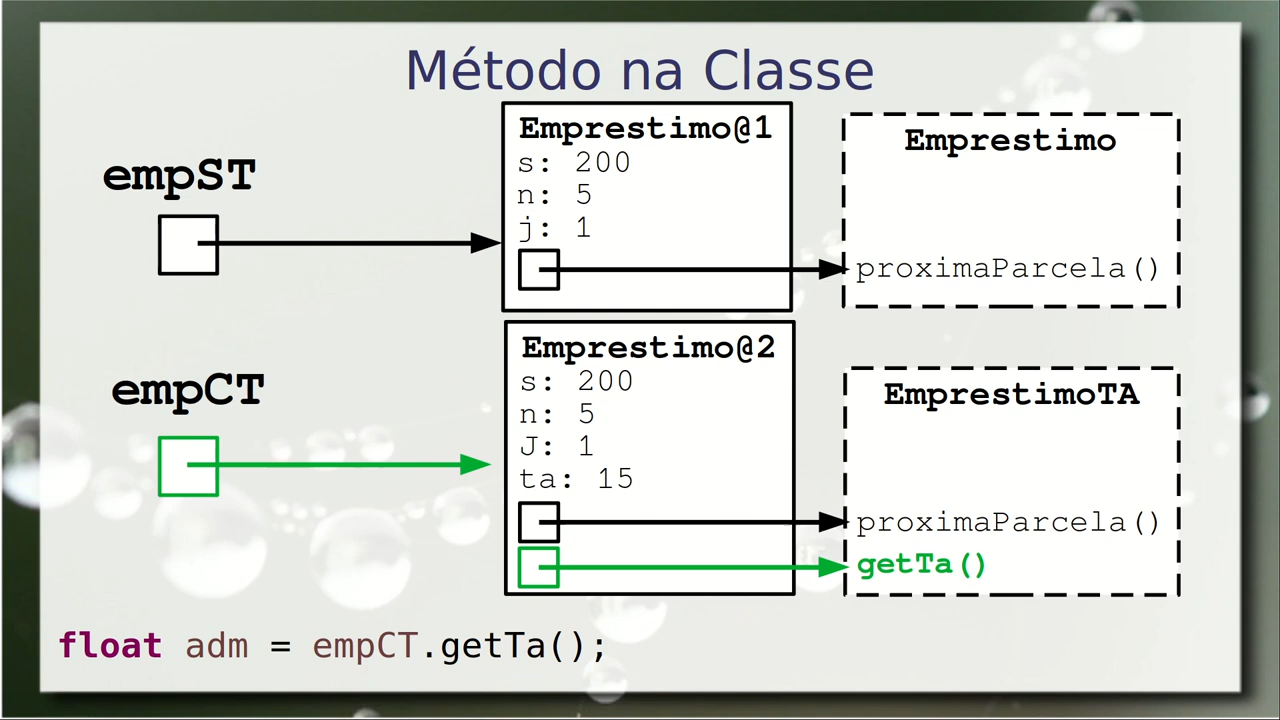 Método na Classe
empST
Emprestimo@1
s: 200
n: 5
j: 1
Emprestimo
proximaParcela()
empCT
Emprestimo@2
s: 200
n: 5
J: 1
ta: 15
EmprestimoTA
proximaParcela()
getTa()
float adm = empCT.getTa();